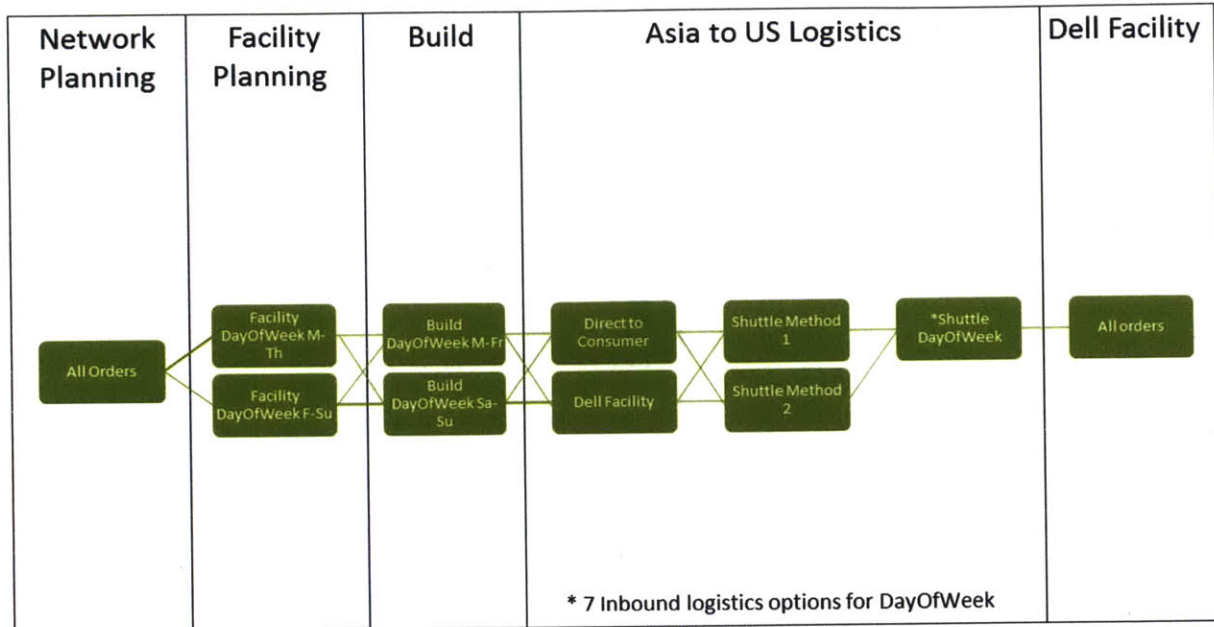 Network
Planning
Facility
Planning
Build
Asia to US Logistics
Dell Facility
All Orders
Facility
DayOfWeek M-
Th
Facility
DayOfWeek F-Su
Build
DayOfWeek M-Fr
Build
DayOfWeek Sa-
Su
Direct to
Consumer
Dell Facility
Shuttle Method
1
Shuttle Method
2
*Shuttle
DayOfWeek
All orders
* 7 Inbound logistics options for DayOfWeek